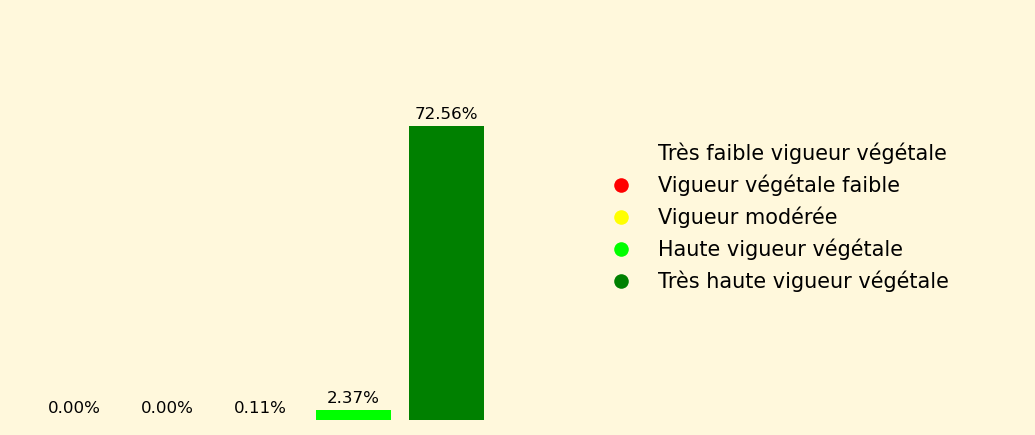 72.56%
2.37%
0.00%
0.00%
0.11%
Très faible vigueur végétale
Vigueur végétale faible
Vigueur modérée
Haute vigueur végétale
Très haute vigueur végétale